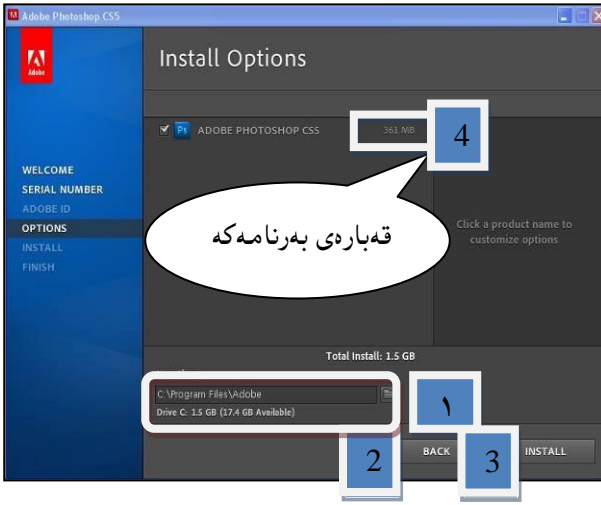 Adobe Photoshop CS5
Adobe
Install Options
Ps ADOBE PHOTOSHOP CS5 361 MB
4
WELCOME
SERIAL NUMBER
ADOBE ID
OPTIONS
INSTALL
FINISH
قەبارەی بەرنامەکە
Click a product name to
customize options
Total Install: 1.5 GB
C:\Program Files\Adobe
Drive C: 1.5 GB (17.4 GB Available)
١
2
BACK
3
INSTALL